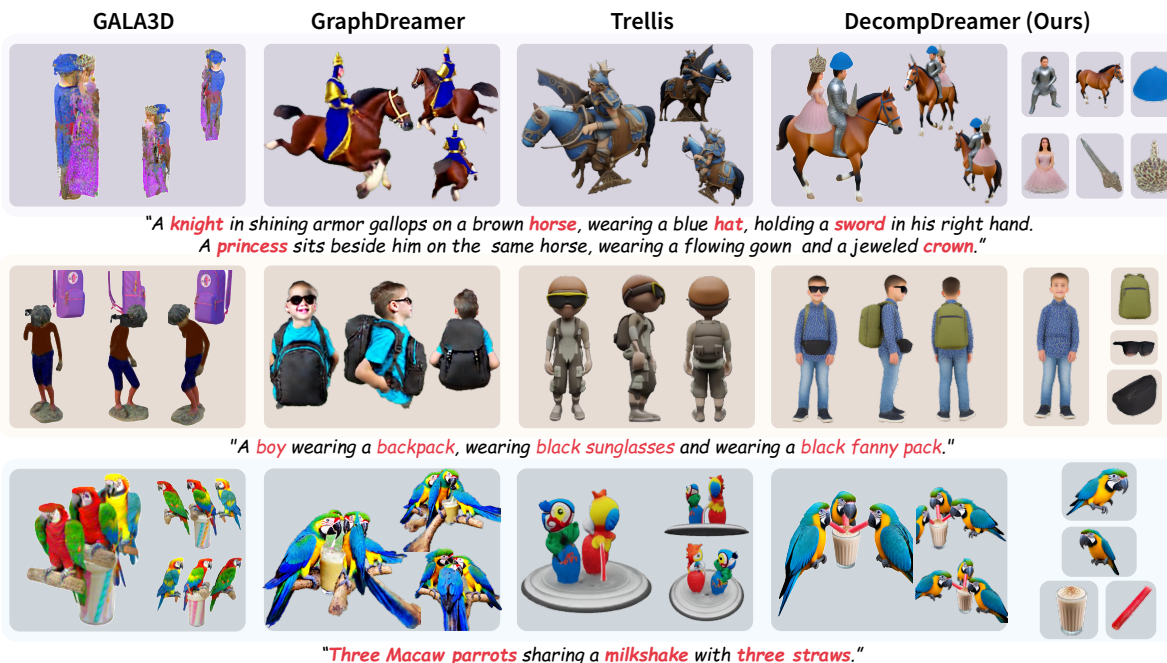 GALA3D GraphDreamer Trellis DecompDreamer (Ours)
"A knight in shining armor gallops on a brown horse, wearing a blue hat, holding a sword in his right hand.
A princess sits beside him on the same horse, wearing a flowing gown and a jeweled crown."
"A boy wearing a backpack, wearing black sunglasses and wearing a black fanny pack."
"Three Macaw parrots sharing a milkshake with three straws."